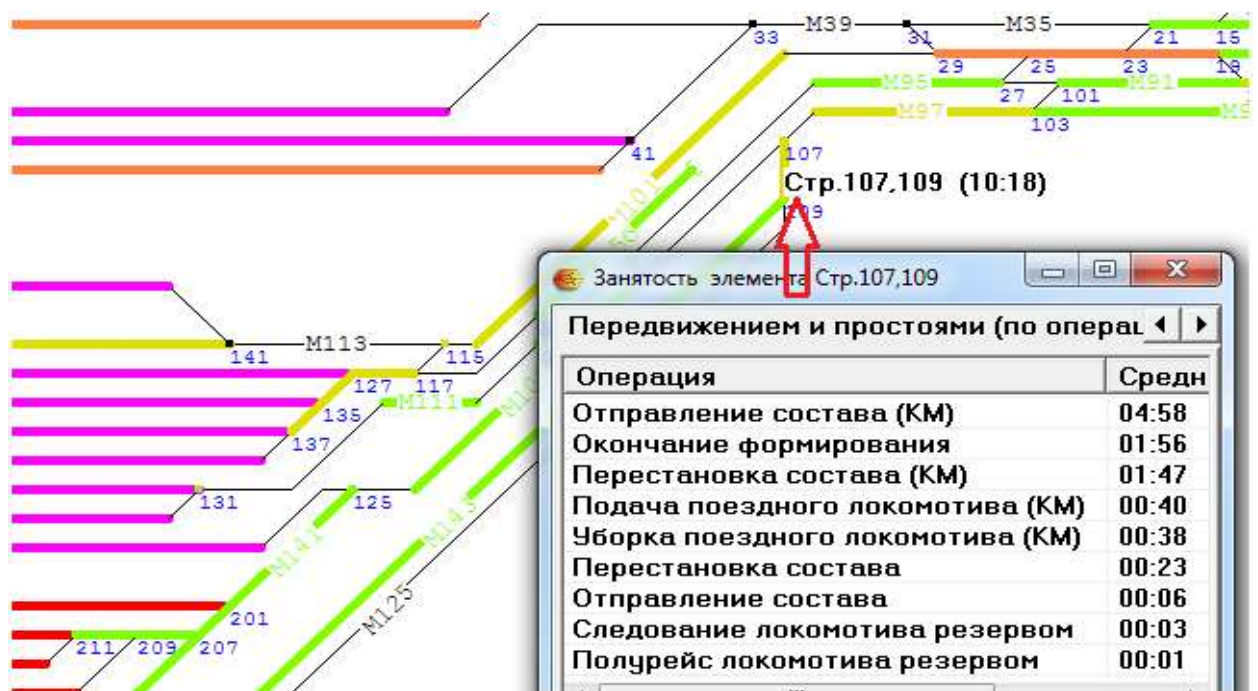 М39
М35
33
31
21
15
29
25
23
19
М95
М91
27
101
М97
103
41
107
Стр.107,109 (10:18)
109
М101
Занятость элемента Стр.107,109
Передвижением и простоями (по операц
Операция Средн
Отправление состава (КМ) 04:58
Окончание формирования 01:56
Перестановка состава (КМ) 01:47
Подача поездного локомотива (КМ) 00:40
Уборка поездного локомотива (КМ) 00:38
Перестановка состава 00:23
Отправление состава 00:06
Следование локомотива резервом 00:03
Полурейс локомотива резервом 00:01
М113
141
115
127
117
135
М111
137
131
125
М143
М141
М125
201
211
209
207